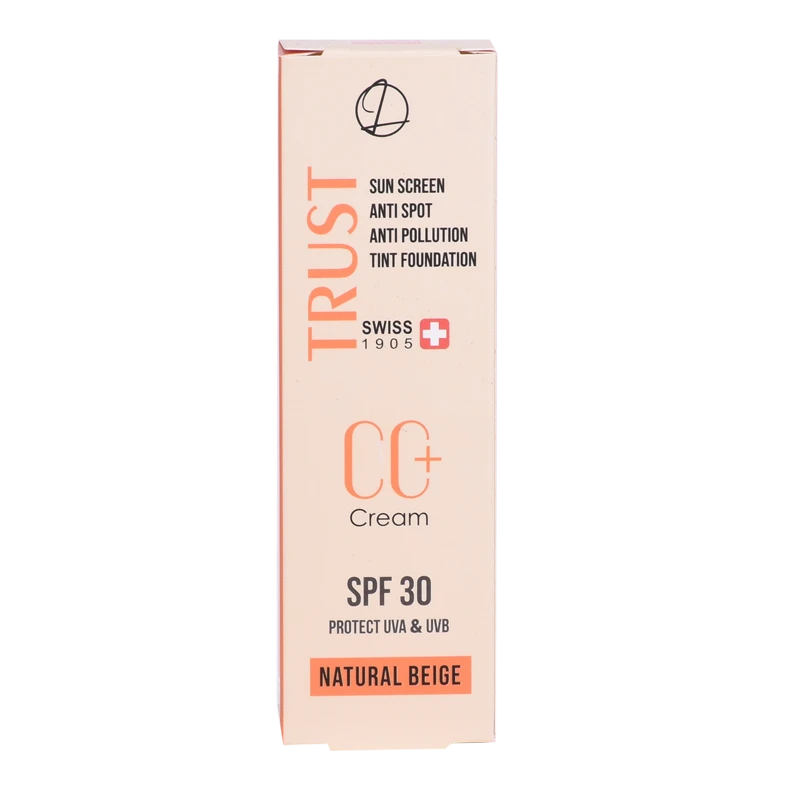 TRUST
SUN SCREEN
ANTI SPOT
ANTI POLLUTION
TINT FOUNDATION
SWISS
1905
CC+
Cream
SPF 30
PROTECT UVA & UVB
NATURAL BEIGE